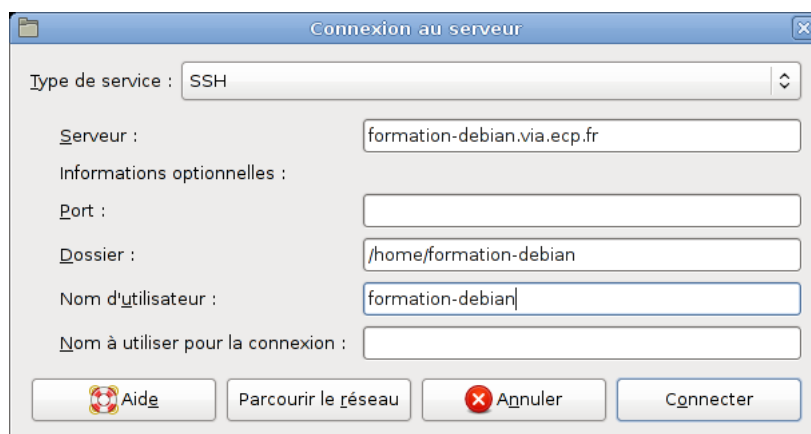 Connexion au serveur
Type de service : SSH
Serveur : formation-debian.via.ecp.fr
Informations optionnelles :
Port :
Dossier : /home/formation-debian
Nom d'utilisateur : formation-debian
Nom à utiliser pour la connexion :
Aide Parcourir le réseau Annuler Connecter